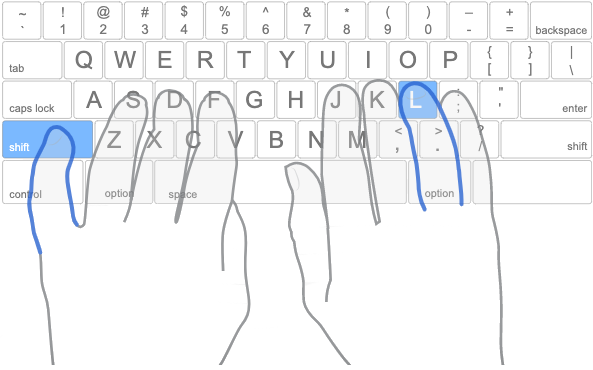 ~ ! @ # $ % ^ & * ( ) – +
` 1 2 3 4 5 6 7 8 9 0 - = backspace
tab Q W E R T Y U I O P { [ } ] | \
caps lock A S D F G H J K L : ; " ' enter
shift Z X C V B N M < , > . ? / shift
control option space option